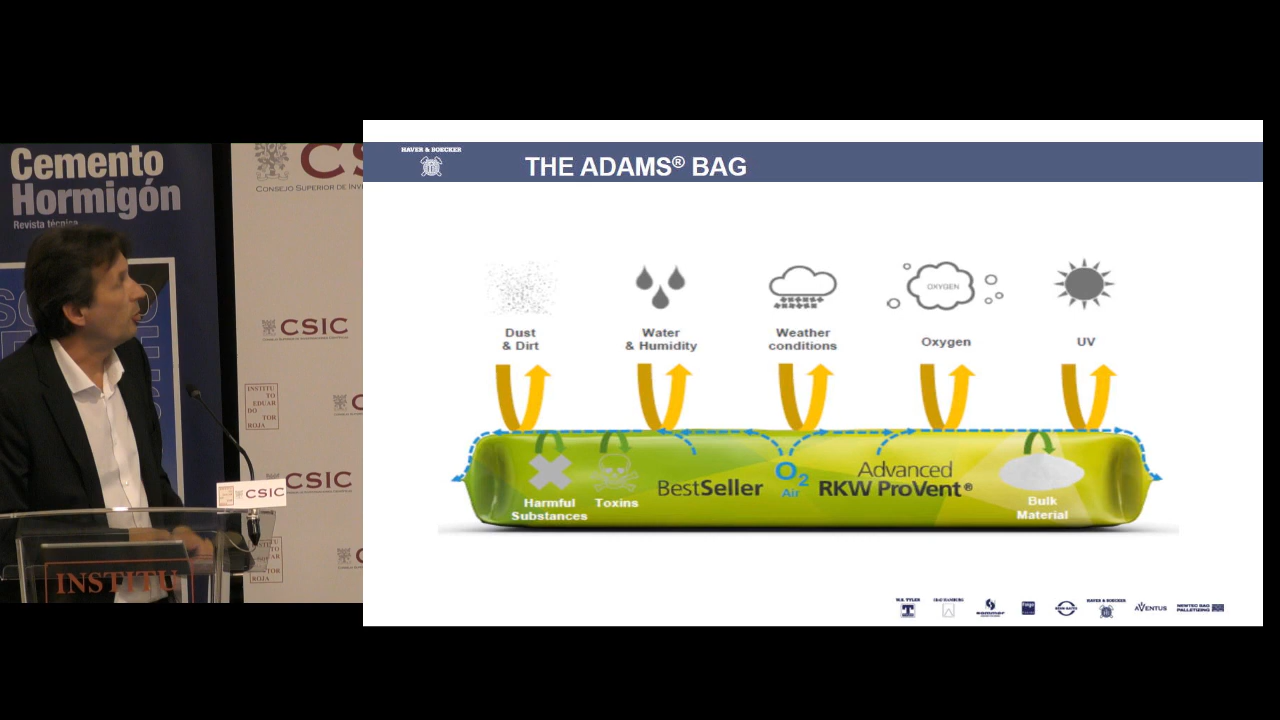 Cemento
Hormigón
Revista técnica
CS
CONSEJO SUPERIOR DE INV
CSIC
INSTITU
TO
EDUAR
DO
TOR
ROJA
CSIC
CSIC
INSTITU
HAVER & BOECKER
THE ADAMS® BAG
OXYGEN
Dust
& Dirt
Water
& Humidity
Weather
conditions
Oxygen
UV
Harmful
Substances
Toxins
BestSeller
O2
Air
Advanced
RKW ProVent®
Bulk
Material
W.S. TYLER
HAVER & BOECKER
AVENTUS
NEWTEC BAG
PALLETIZING